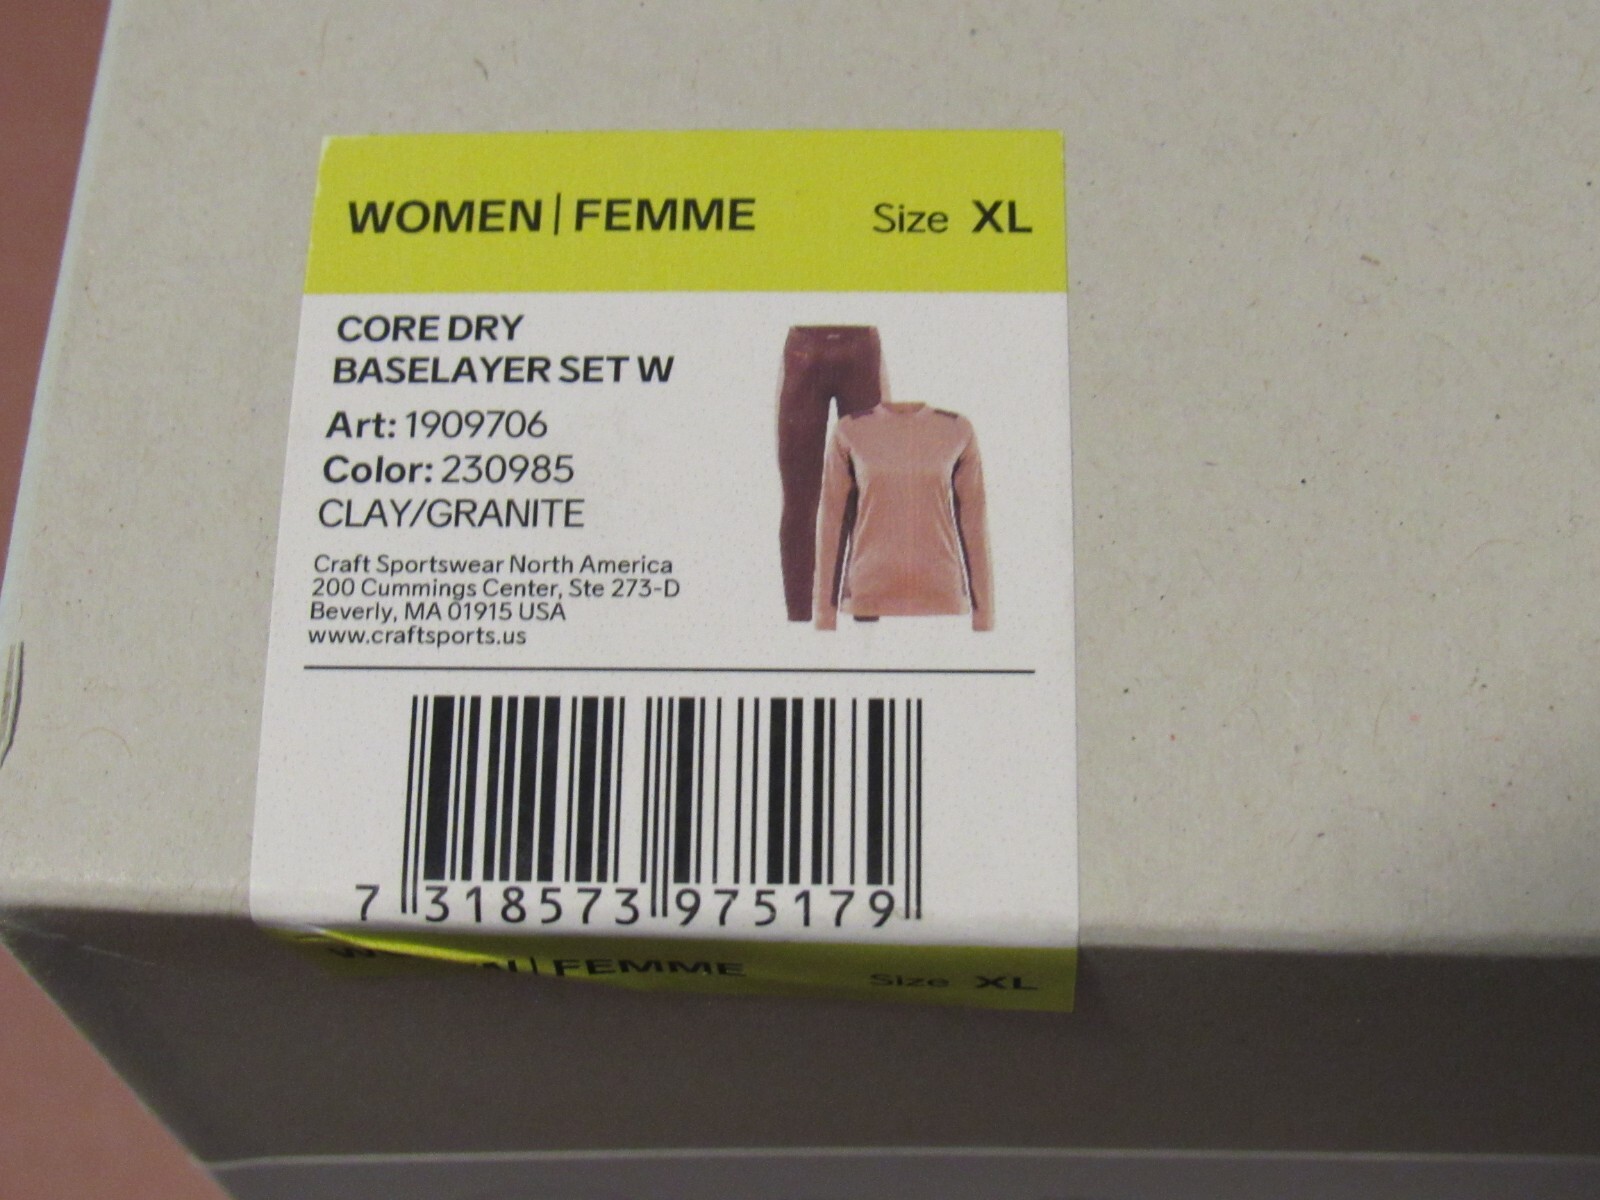 WOMEN | FEMME Size XL
CORE DRY
BASELAYER SET W
Art: 1909706
Color: 230985
CLAY/GRANITE
Craft Sportswear North America
200 Cummings Center, Ste 273-D
Beverly, MA 01915 USA
www.craftsports.us
7 318573 975179
FEMME Size XL